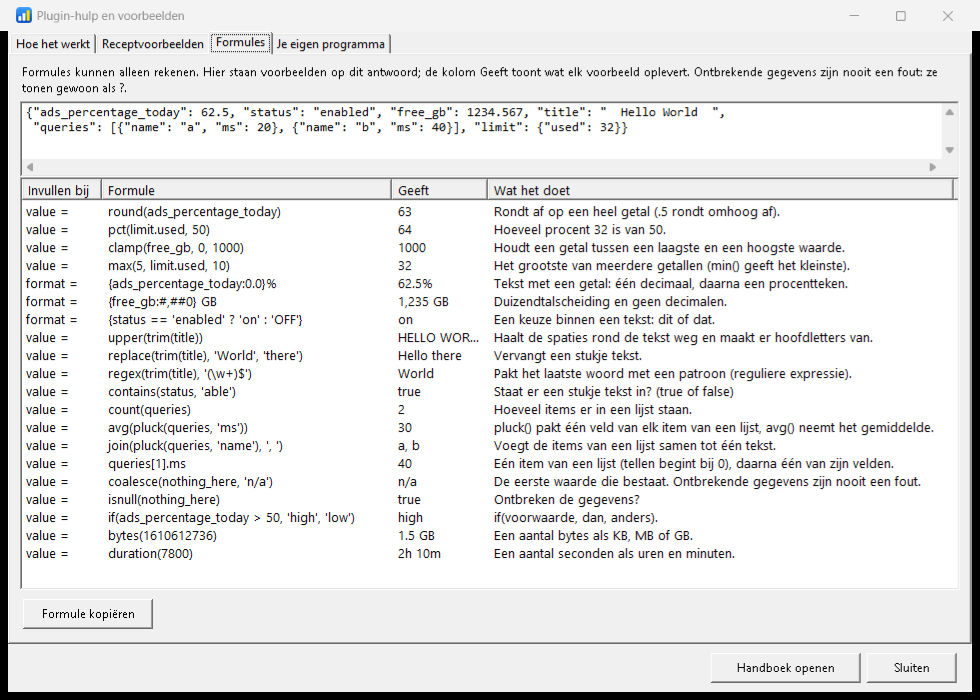 Plugin-hulp en voorbeelden
Hoe het werkt Receptvoorbeelden Formules Je eigen programma
Formules kunnen alleen rekenen. Hier staan voorbeelden op dit antwoord; de kolom Geeft toont wat elk voorbeeld oplevert. Ontbrekende gegevens zijn nooit een fout: ze
tonen gewoon als ?.
{"ads_percentage_today": 62.5, "status": "enabled", "free_gb": 1234.567, "title": "  Hello World  ",
"queries": [{"name": "a", "ms": 20}, {"name": "b", "ms": 40}], "limit": {"used": 32}}
Invullen bij Formule Geeft Wat het doet
value = round(ads_percentage_today) 63 Rondt af op een heel getal (.5 rondt omhoog af).
value = pct(limit.used, 50) 64 Hoeveel procent 32 is van 50.
value = clamp(free_gb, 0, 1000) 1000 Houdt een getal tussen een laagste en een hoogste waarde.
value = max(5, limit.used, 10) 32 Het grootste van meerdere getallen (min() geeft het kleinste).
format = {ads_percentage_today:0.0}% 62.5% Tekst met een getal: één decimaal, daarna een procentteken.
format = {free_gb:#,##0} GB 1,235 GB Duizendtalscheiding en geen decimalen.
format = {status == 'enabled' ? 'on' : 'OFF'} on Een keuze binnen een tekst: dit of dat.
value = upper(trim(title)) HELLO WOR... Haalt de spaties rond de tekst weg en maakt er hoofdletters van.
value = replace(trim(title), 'World', 'there') Hello there Vervangt een stukje tekst.
value = regex(trim(title), '(\w+)$') World Pakt het laatste woord met een patroon (reguliere expressie).
value = contains(status, 'able') true Staat er een stukje tekst in? (true of false)
value = count(queries) 2 Hoeveel items er in een lijst staan.
value = avg(pluck(queries, 'ms')) 30 pluck() pakt één veld van elk item van een lijst, avg() neemt het gemiddelde.
value = join(pluck(queries, 'name'), ', ') a, b Voegt de items van een lijst samen tot één tekst.
value = queries[1].ms 40 Eén item van een lijst (tellen begint bij 0), daarna één van zijn velden.
value = coalesce(nothing_here, 'n/a') n/a De eerste waarde die bestaat. Ontbrekende gegevens zijn nooit een fout.
value = isnull(nothing_here) true Ontbreken de gegevens?
value = if(ads_percentage_today > 50, 'high', 'low') high if(voorwaarde, dan, anders).
value = bytes(1610612736) 1.5 GB Een aantal bytes als KB, MB of GB.
value = duration(7800) 2h 10m Een aantal seconden als uren en minuten.
Formule kopiëren
Handboek openen Sluiten